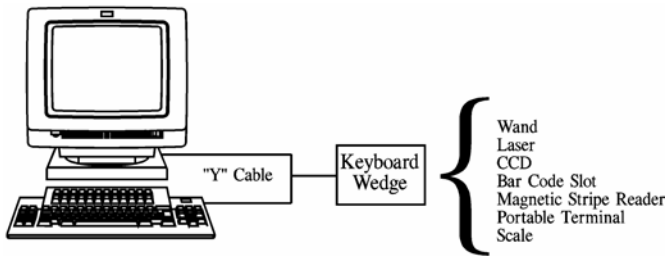 "Y" Cable
Keyboard
Wedge
Wand
Laser
CCD
Bar Code Slot
Magnetic Stripe Reader
Portable Terminal
Scale